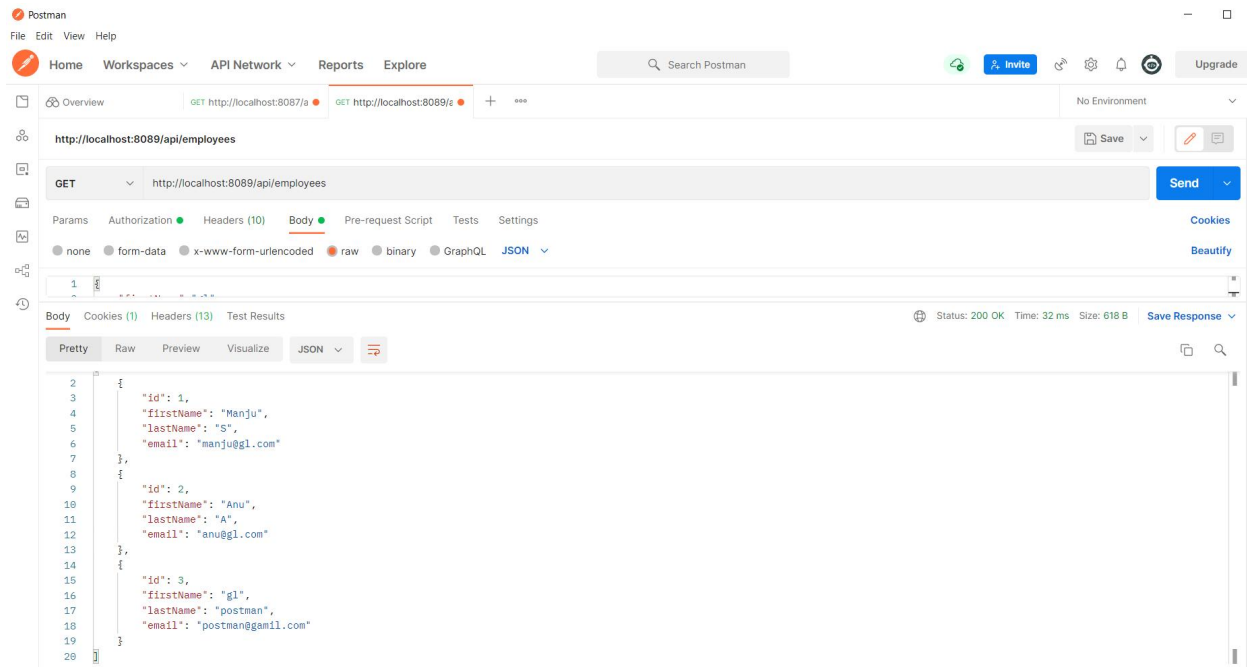 Postman
File Edit View Help
Home Workspaces API Network Reports Explore Search Postman Invite Upgrade
Overview GET http://localhost:8087/a GET http://localhost:8089/a No Environment
http://localhost:8089/api/employees Save
GET http://localhost:8089/api/employees Send
Params Authorization Headers (10) Body Pre-request Script Tests Settings Cookies
none form-data x-www-form-urlencoded raw binary GraphQL JSON Beautify
1 {
Body Cookies (1) Headers (13) Test Results Status: 200 OK Time: 32 ms Size: 618 B Save Response
Pretty Raw Preview Visualize JSON
2 {
3 "id": 1,
4 "firstName": "Manju",
5 "lastName": "S",
6 "email": "manju@gl.com"
7 },
8 {
9 "id": 2,
10 "firstName": "Anu",
11 "lastName": "A",
12 "email": "anu@gl.com"
13 },
14 {
15 "id": 3,
16 "firstName": "gl",
17 "lastName": "postman",
18 "email": "postman@gamil.com"
19 }
20 ]